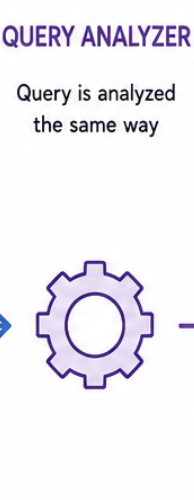 QUERY ANALYZER
Query is analyzed
the same way